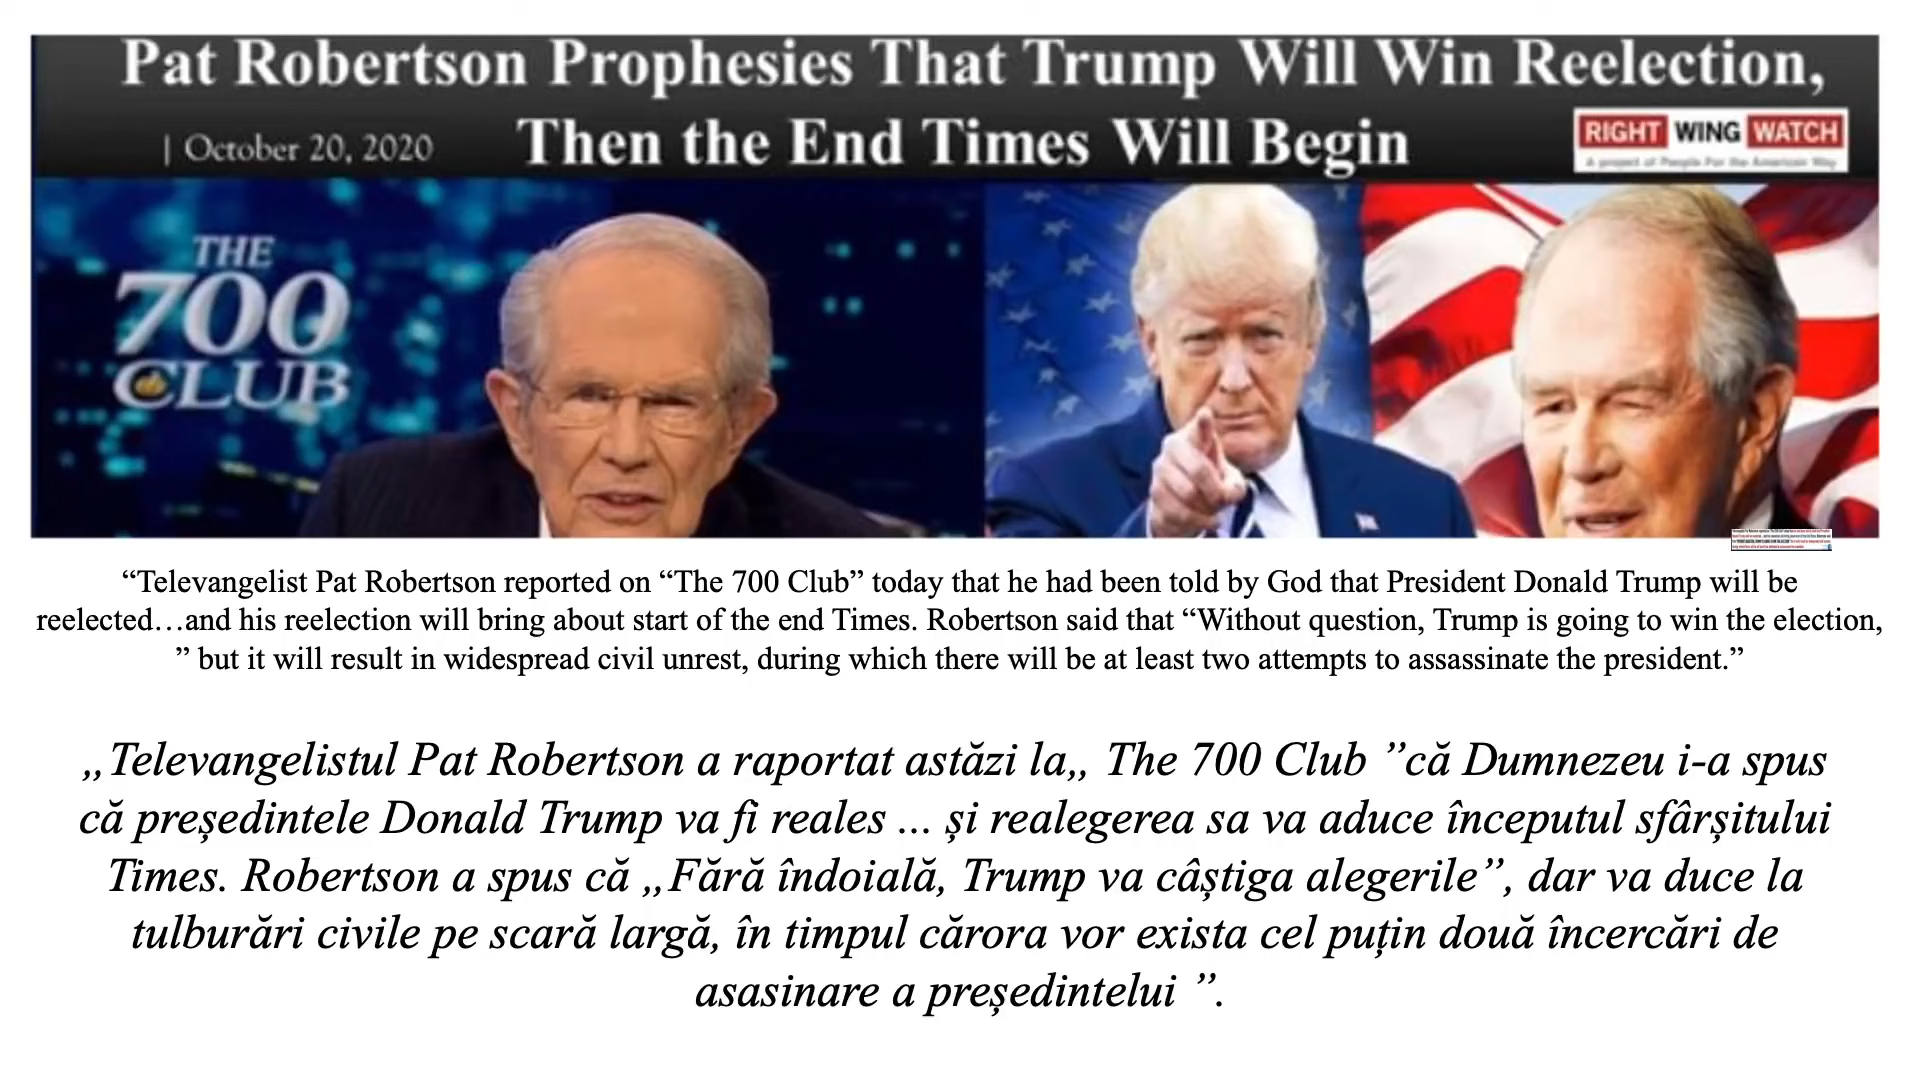 Pat Robertson Prophesies That Trump Will Win Reelection,
| October 20, 2020 Then the End Times Will Begin
RIGHT WING WATCH
A project of People For the American Way
THE
700
CLUB
“Televangelist Pat Robertson reported on “The 700 Club” today that he had been told by God that President Donald Trump will be
reelected…and his reelection will bring about start of the end Times. Robertson said that “Without question, Trump is going to win the election,
” but it will result in widespread civil unrest, during which there will be at least two attempts to assassinate the president.”
„Televangelistul Pat Robertson a raportat astăzi la„ The 700 Club ”că Dumnezeu i-a spus
că președintele Donald Trump va fi reales ... și realegerea sa va aduce începutul sfârșitului
Times. Robertson a spus că „Fără îndoială, Trump va câștiga alegerile”, dar va duce la
tulburări civile pe scară largă, în timpul cărora vor exista cel puțin două încercări de
asasinare a președintelui ”.